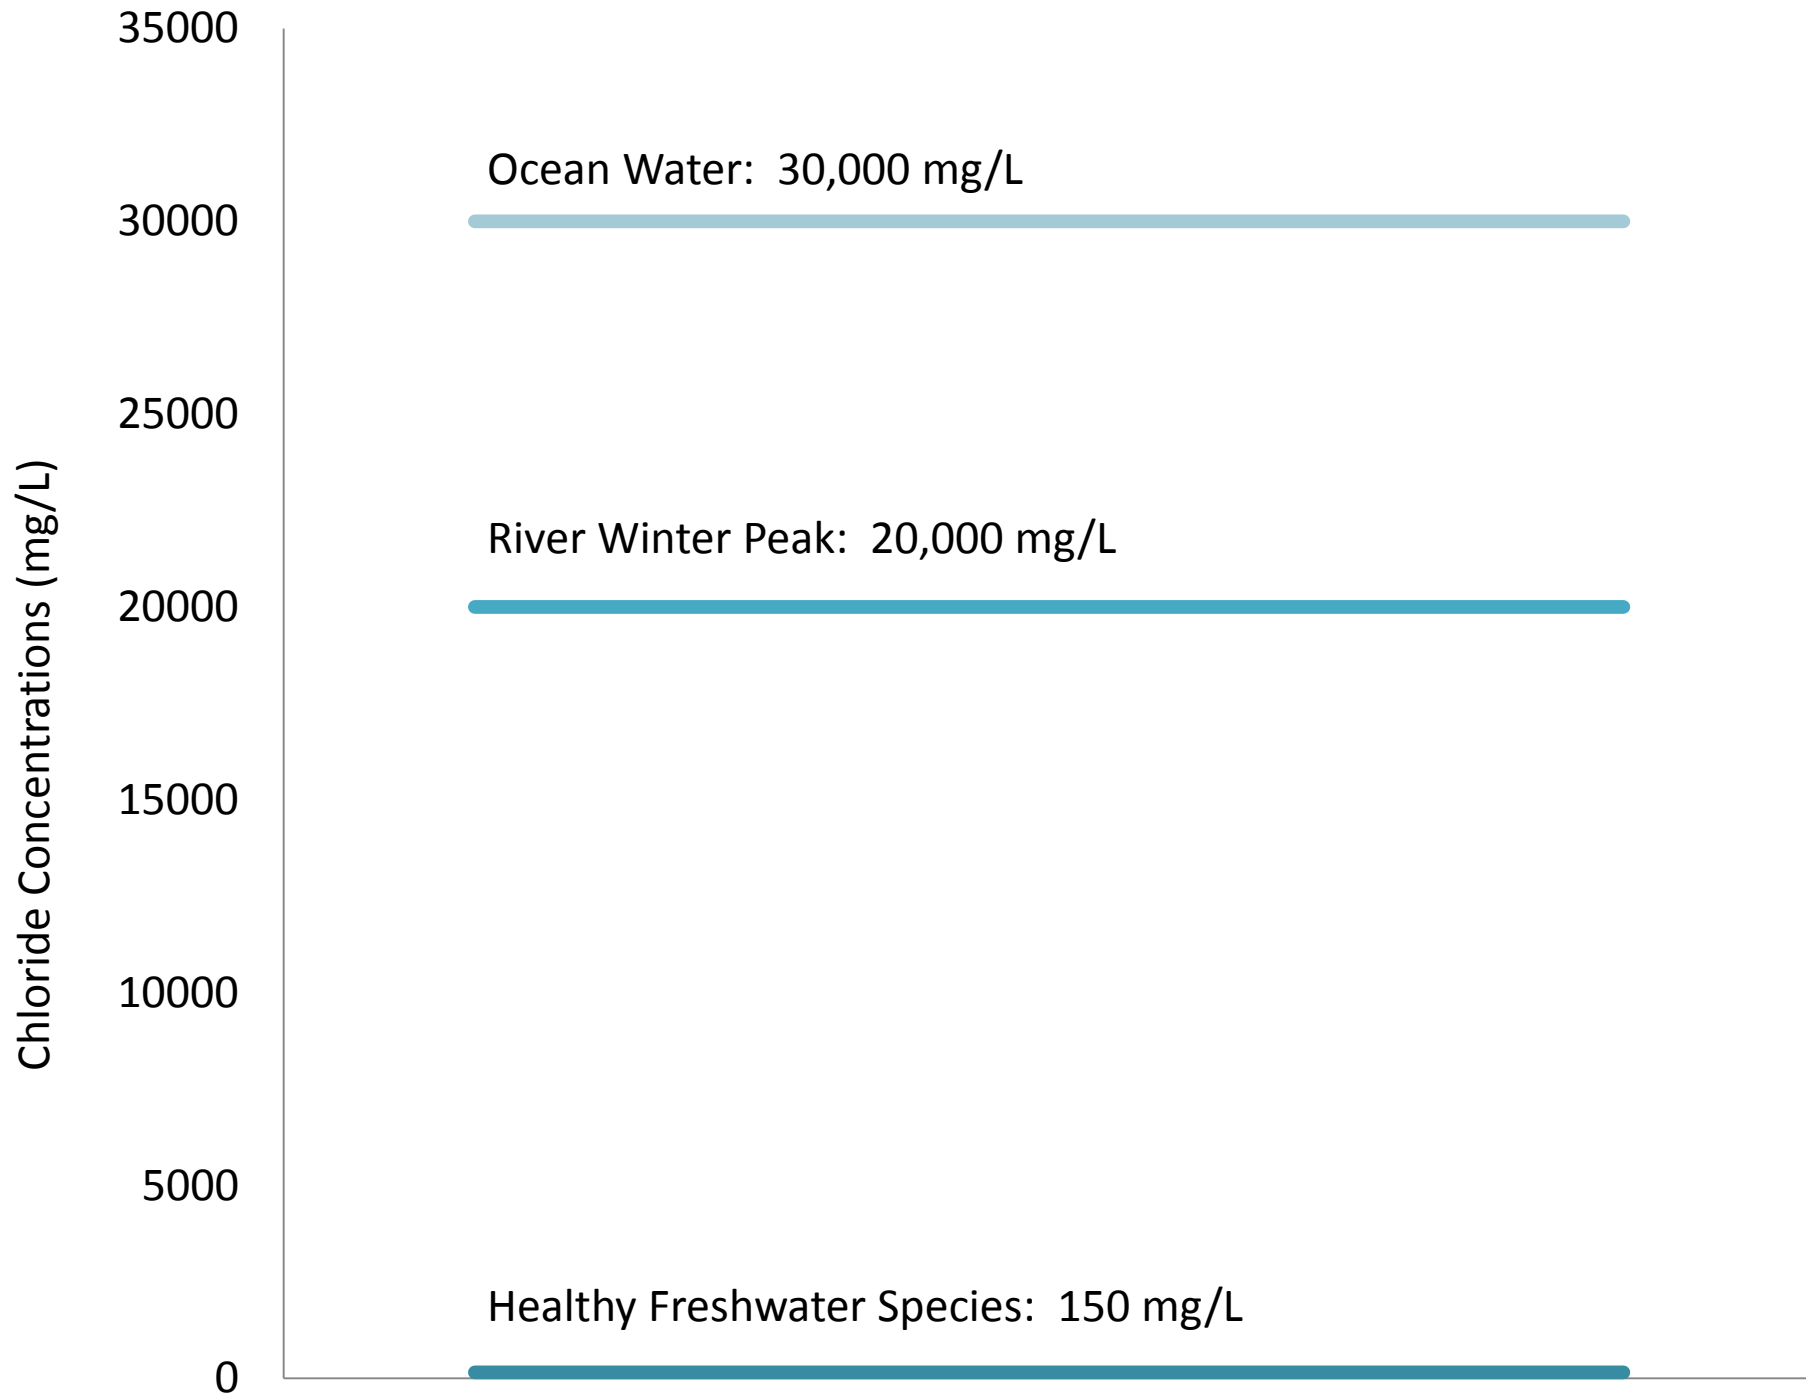 35000
Ocean Water:  30,000 mg/L
30000
25000
River Winter Peak:  20,000 mg/L
20000
15000
10000
5000
Healthy Freshwater Species:  150 mg/L
0
Chloride Concentrations (mg/L)